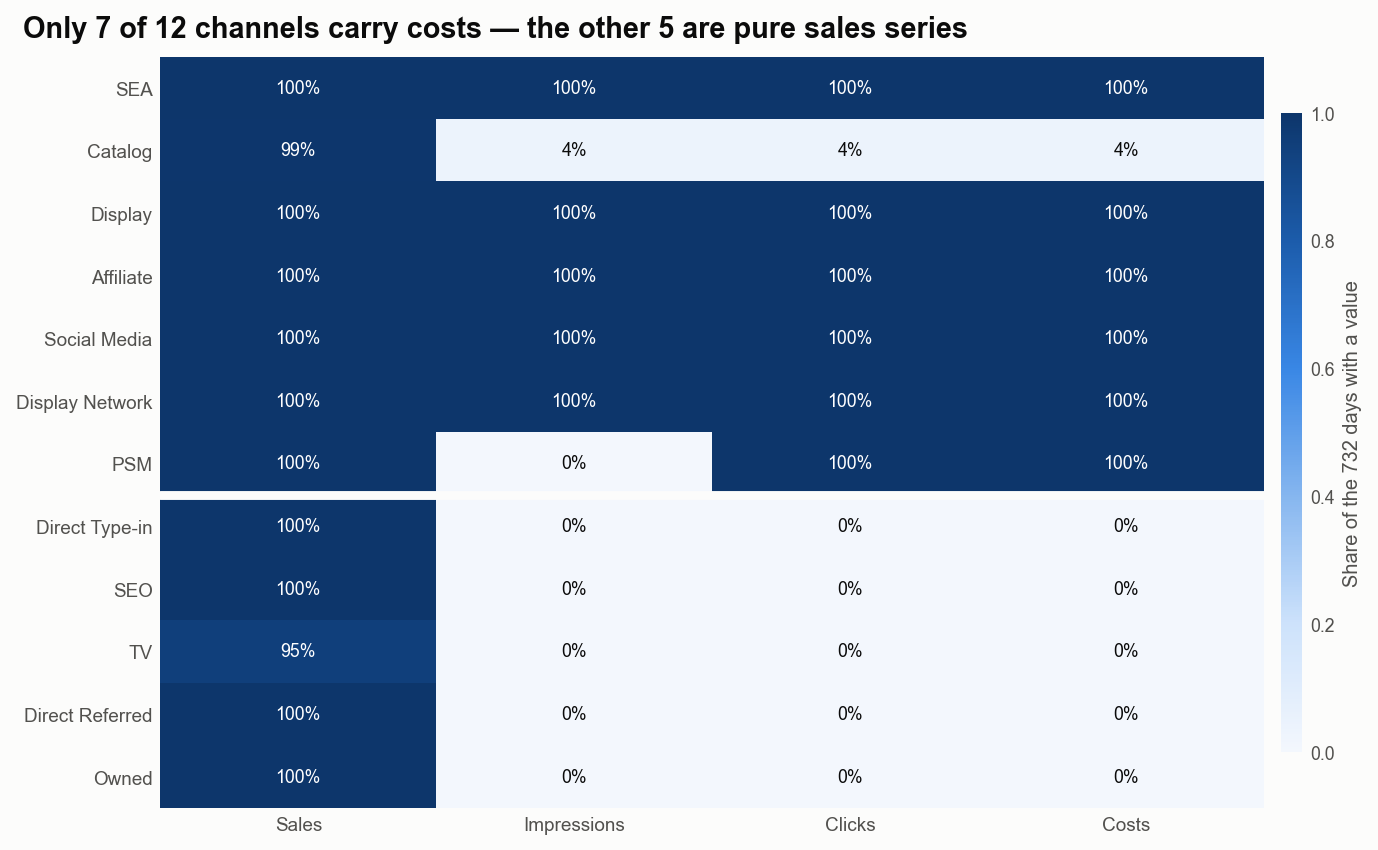 Only 7 of 12 channels carry costs — the other 5 are pure sales series
SEA 100% 100% 100% 100%
Catalog 99% 4% 4% 4%
Display 100% 100% 100% 100%
Affiliate 100% 100% 100% 100%
Social Media 100% 100% 100% 100%
Display Network 100% 100% 100% 100%
PSM 100% 0% 100% 100%
Direct Type-in 100% 0% 0% 0%
SEO 100% 0% 0% 0%
TV 95% 0% 0% 0%
Direct Referred 100% 0% 0% 0%
Owned 100% 0% 0% 0%
Sales Impressions Clicks Costs
1.0
0.8
0.6
0.4
0.2
0.0
Share of the 732 days with a value